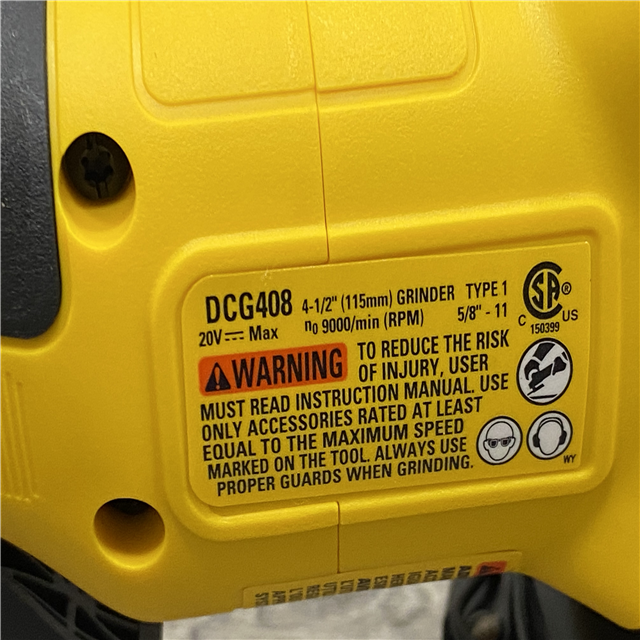 DCG408 4-1/2" (115mm) GRINDER TYPE 1
20V⎓ Max n₀ 9000/min (RPM) 5/8" - 11
SA ®
C US
150399
⚠WARNING TO REDUCE THE RISK
OF INJURY, USER
MUST READ INSTRUCTION MANUAL. USE
ONLY ACCESSORIES RATED AT LEAST
EQUAL TO THE MAXIMUM SPEED
MARKED ON THE TOOL. ALWAYS USE
PROPER GUARDS WHEN GRINDING.
WY